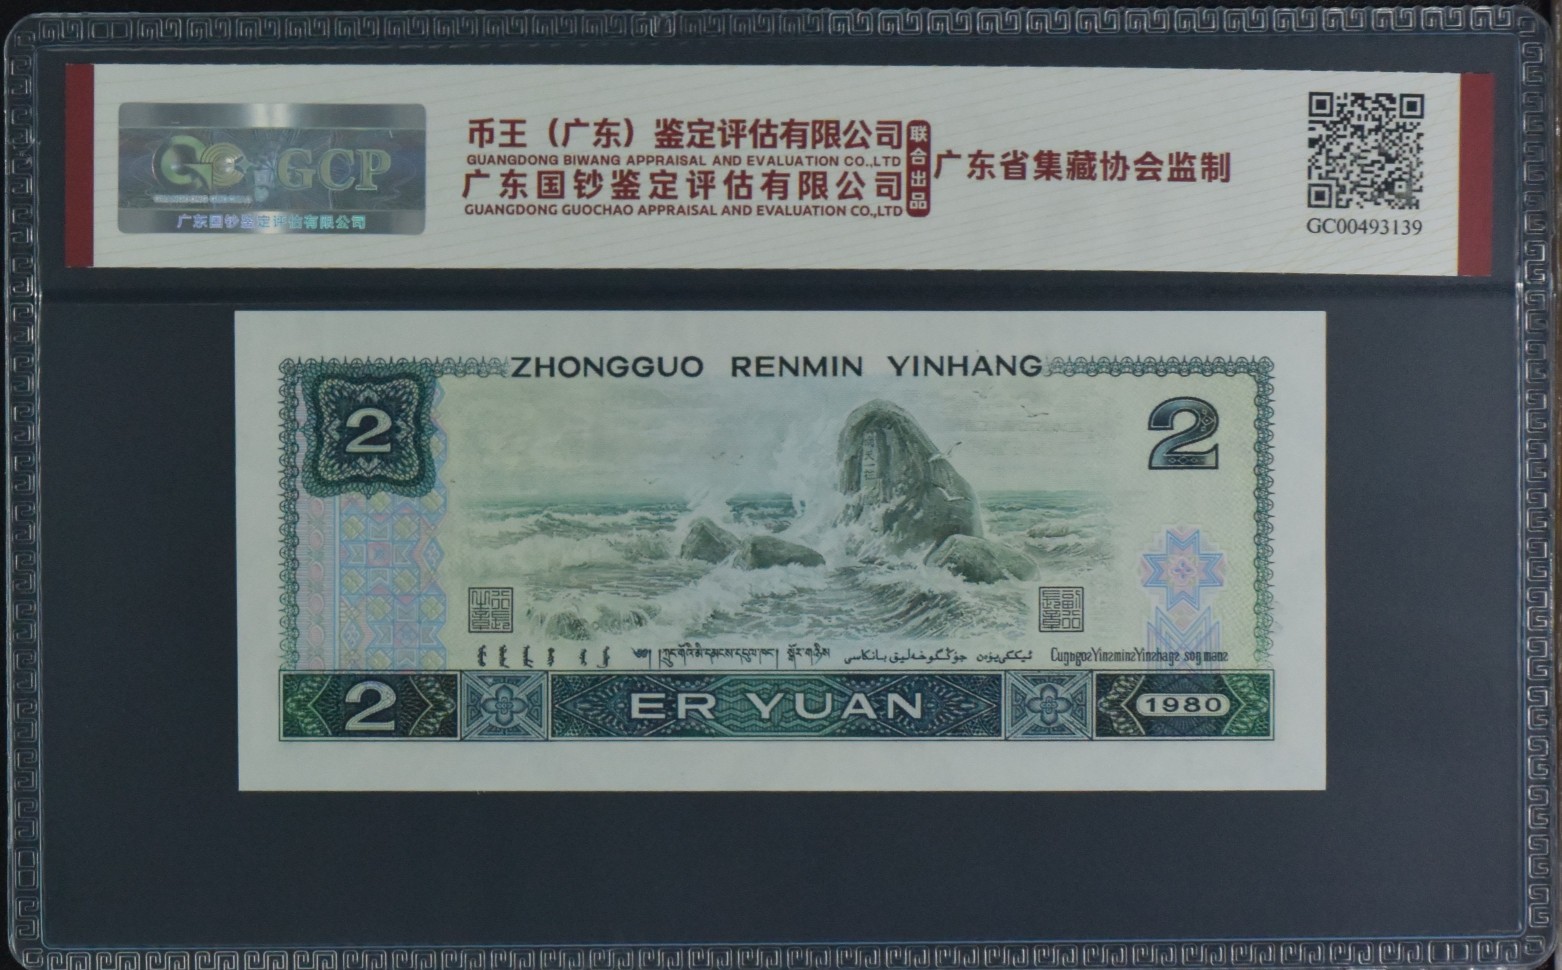 GCP
广东国钞鉴定评估有限公司
币王（广东）鉴定评估有限公司
GUANGDONG BIWANG APPRAISAL AND EVALUATION CO.,LTD
广东国钞鉴定评估有限公司
GUANGDONG GUOCHAO APPRAISAL AND EVALUATION CO.,LTD
联合出品
广东省集藏协会监制
GC00493139
ZHONGGUO RENMIN YINHANG
2
2
2
ER YUAN
1980